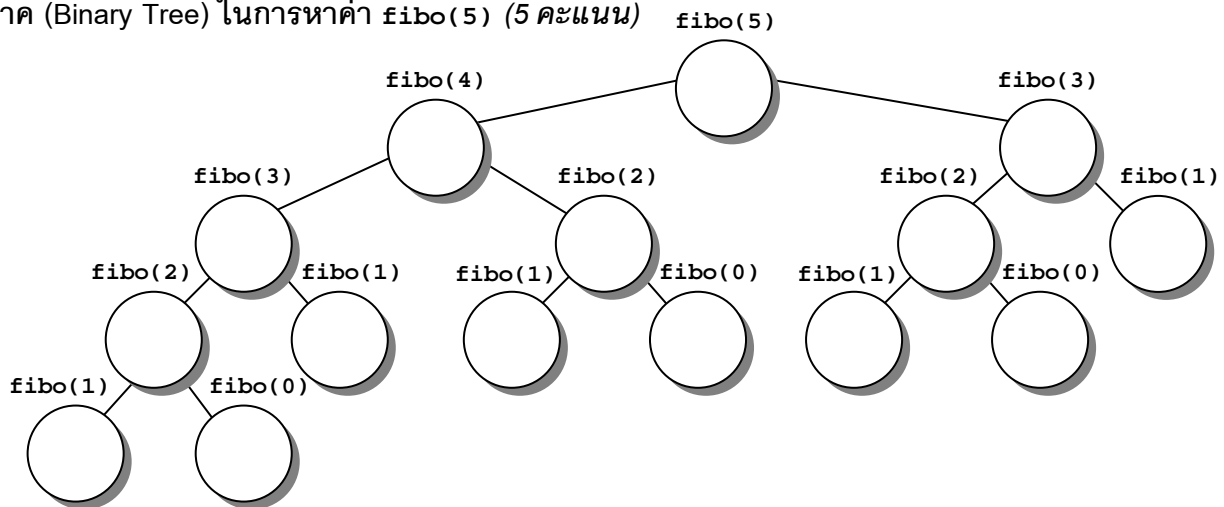 าค (Binary Tree) ในการหาค่า fibo(5) (5 คะแนน)
fibo(5)
fibo(4) fibo(3)
fibo(3) fibo(2) fibo(2) fibo(1)
fibo(2) fibo(1) fibo(1) fibo(0) fibo(1) fibo(0)
fibo(1) fibo(0)